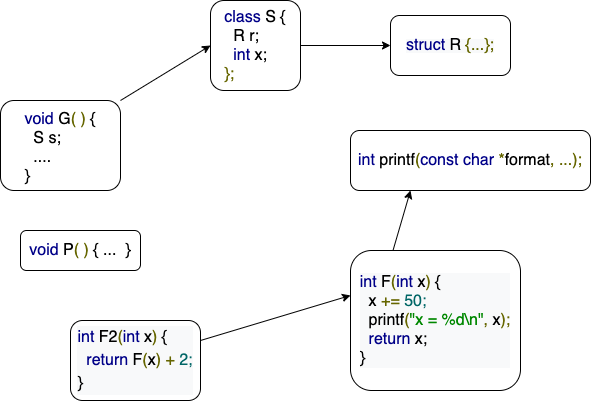 class S {
R r;
int x;
};
struct R {...};
void G( ) {
S s;
....
}
int printf(const char *format, ...);
void P( ) { ... }
int F(int x) {
x += 50;
printf("x = %d\n", x);
return x;
}
int F2(int x) {
return F(x) + 2;
}